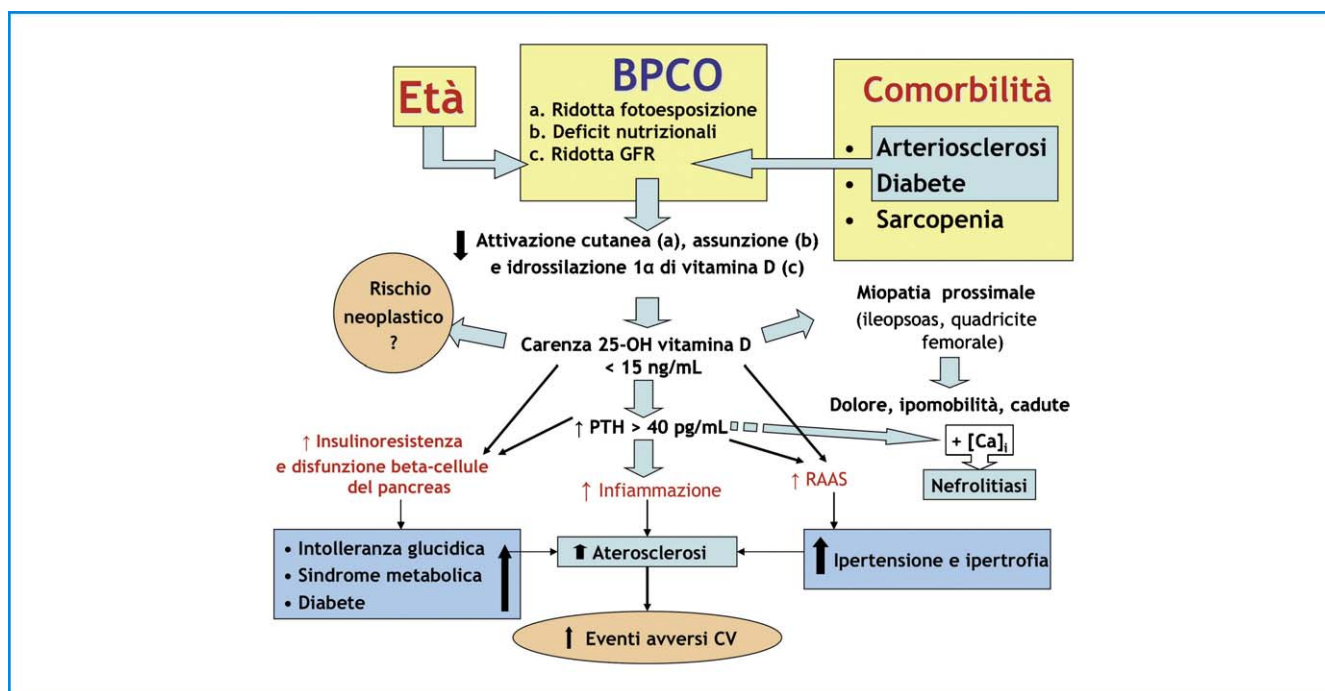 Età
BPCO
a. Ridotta fotoesposizione
b. Deficit nutrizionali
c. Ridotta GFR
Comorbilità
• Arteriosclerosi
• Diabete
• Sarcopenia
Attivazione cutanea (a), assunzione (b)
e idrossilazione 1α di vitamina D (c)
Rischio
neoplastico
?
Miopatia prossimale
(ileopsoas, quadricite
femorale)
Carenza 25-OH vitamina D
< 15 ng/mL
Dolore, ipomobilità, cadute
↑ PTH > 40 pg/mL
+ [Ca]i
Nefrolitiasi
↑ Insulinoresistenza
e disfunzione beta-cellule
del pancreas
↑ Infiammazione
↑ RAAS
• Intolleranza glucidica
• Sindrome metabolica
• Diabete
Aterosclerosi
Ipertensione e ipertrofia
Eventi avversi CV